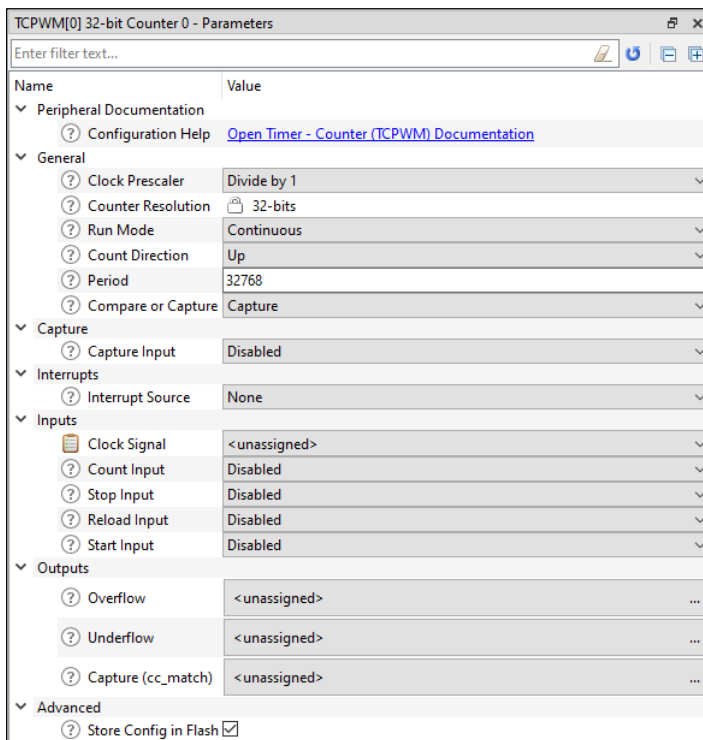 TCPWM[0] 32-bit Counter 0 - Parameters
Enter filter text...
Name Value
Peripheral Documentation
Configuration Help Open Timer - Counter (TCPWM) Documentation
General
Clock Prescaler Divide by 1
Counter Resolution 32-bits
Run Mode Continuous
Count Direction Up
Period 32768
Compare or Capture Capture
Capture
Capture Input Disabled
Interrupts
Interrupt Source None
Inputs
Clock Signal <unassigned>
Count Input Disabled
Stop Input Disabled
Reload Input Disabled
Start Input Disabled
Outputs
Overflow <unassigned> ...
Underflow <unassigned> ...
Capture (cc_match) <unassigned> ...
Advanced
Store Config in Flash